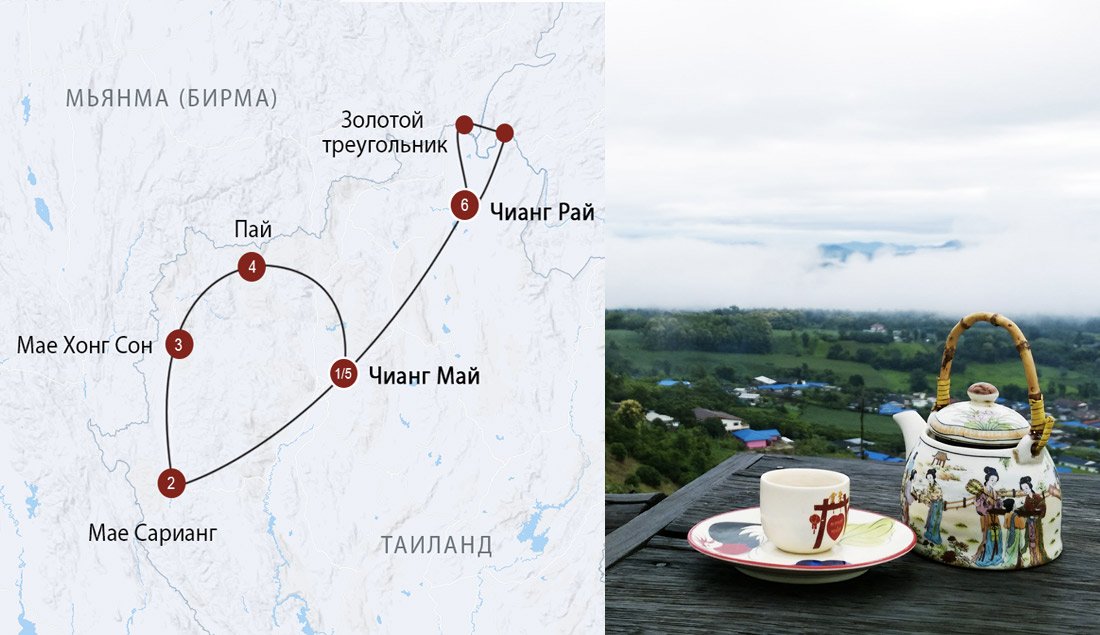 МЬЯНМА (БИРМА)
Золотой
треугольник
6
Чианг Рай
Пай
4
Мае Хонг Сон
3
1/5
Чианг Май
2
Мае Сарианг
ТАИЛАНД